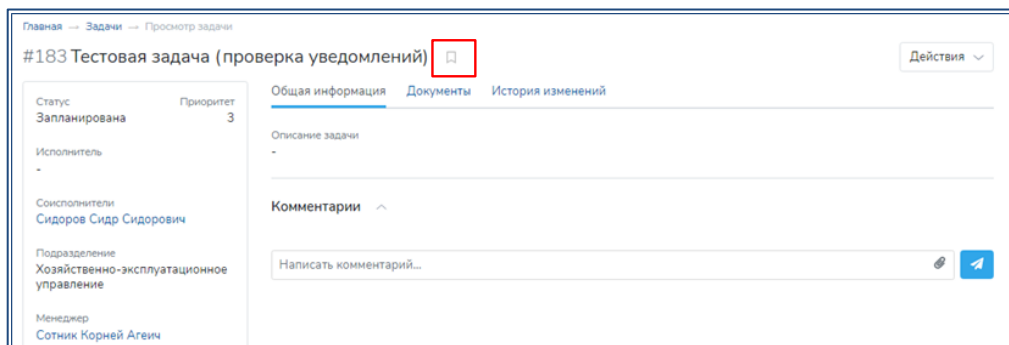 Главная → Задачи → Просмотр задачи
#183 Тестовая задача (проверка уведомлений)
Действия
Статус
Приоритет
Запланирована
3
Исполнитель
-
Соисполнители
Сидоров Сидр Сидорович
Подразделение
Хозяйственно-эксплуатационное
управление
Менеджер
Сотник Корней Агеич
Общая информация
Документы
История изменений
Описание задачи
-
Комментарии
Написать комментарий...